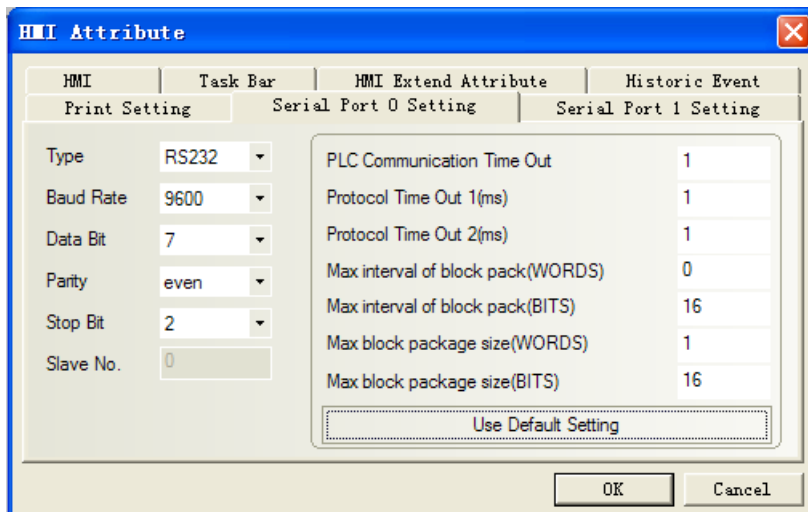 HMI Attribute
HMI Task Bar HMI Extend Attribute Historic Event
Print Setting Serial Port 0 Setting Serial Port 1 Setting
Type RS232
Baud Rate 9600
Data Bit 7
Parity even
Stop Bit 2
Slave No. 0
PLC Communication Time Out 1
Protocol Time Out 1(ms) 1
Protocol Time Out 2(ms) 1
Max interval of block pack(WORDS) 0
Max interval of block pack(BITS) 16
Max block package size(WORDS) 1
Max block package size(BITS) 16
Use Default Setting
OK Cancel